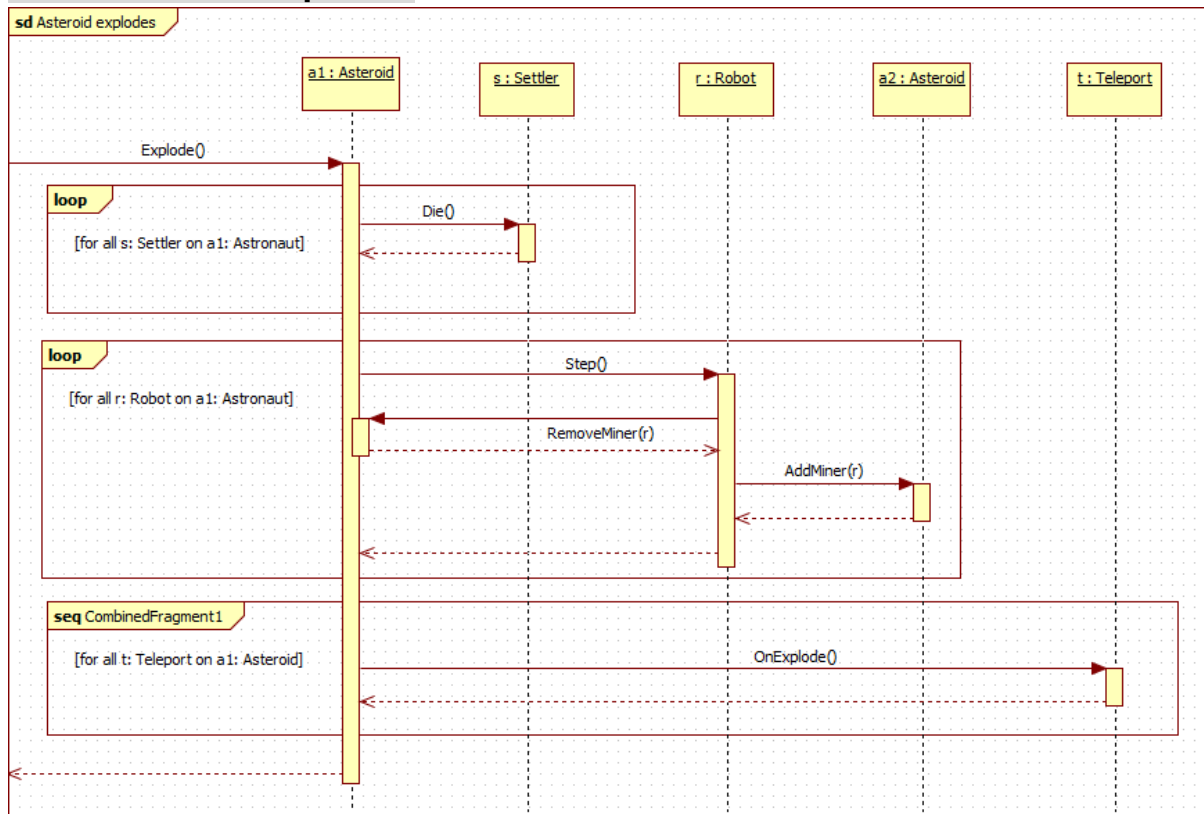 sd Asteroid explodes
a1 : Asteroid
s : Settler
r : Robot
a2 : Asteroid
t : Teleport
Explode()
loop
Die()
[for all s: Settler on a1: Astronaut]
loop
Step()
[for all r: Robot on a1: Astronaut]
RemoveMiner(r)
AddMiner(r)
seq CombinedFragment1
[for all t: Teleport on a1: Asteroid]
OnExplode()